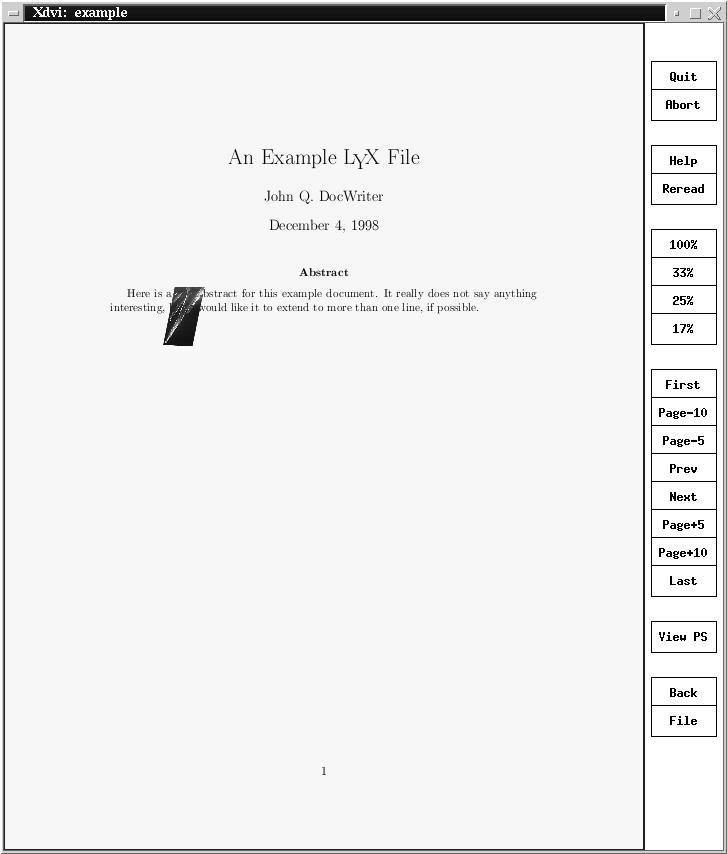 Xdvi: example
An Example LYX File
John Q. DocWriter
December 4, 1998
Abstract
Here is a abstract for this example document. It really does not say anything
interesting, would like it to extend to more than one line, if possible.
1
Quit
Abort
Help
Reread
100%
33%
25%
17%
First
Page-10
Page-5
Prev
Next
Page+5
Page+10
Last
View PS
Back
File